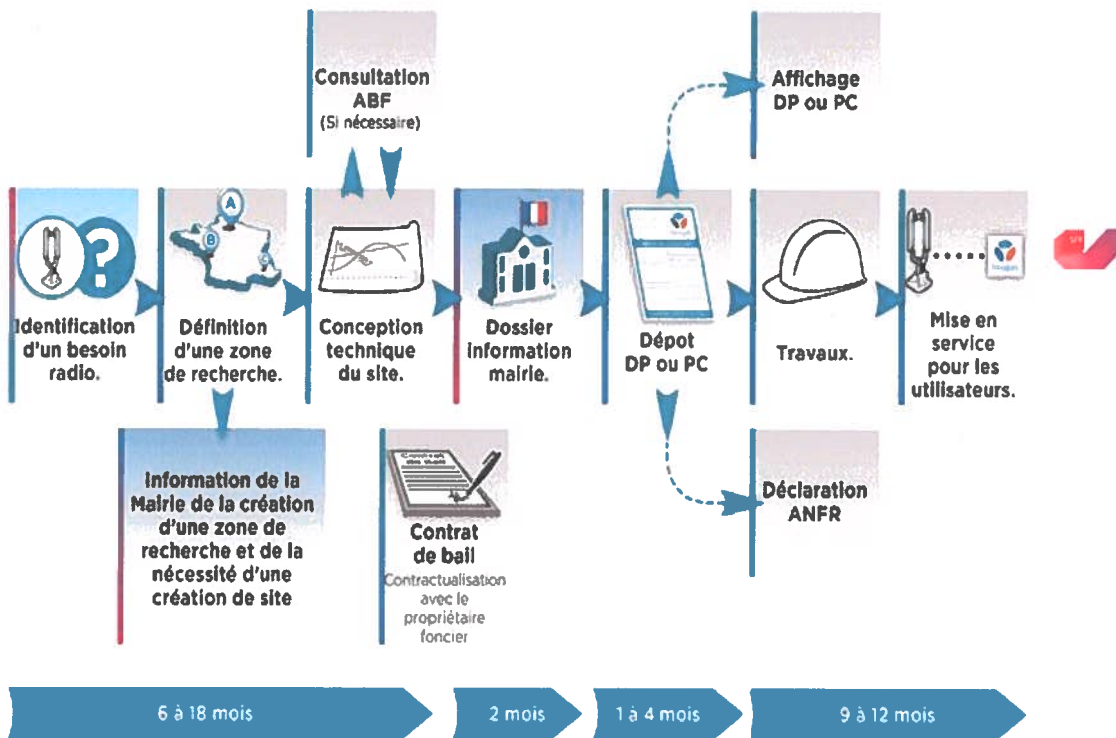 Consultation
ABF
(Si nécessaire)
Affichage
DP ou PC
A
B
?
Identification
d'un besoin
radio.
Définition
d'une zone
de recherche.
Conception
technique
du site.
Dossier
information
mairie.
Dépot
DP ou PC
Travaux.
Mise en
service
pour les
utilisateurs.
Information de la
Mairie de la création
d'une zone de
recherche et de la
nécessité d'une
création de site
Contrat
de bail
Contractualisation
avec le
propriétaire
foncier
Déclaration
ANFR
6 à 18 mois
2 mois
1 à 4 mois
9 à 12 mois